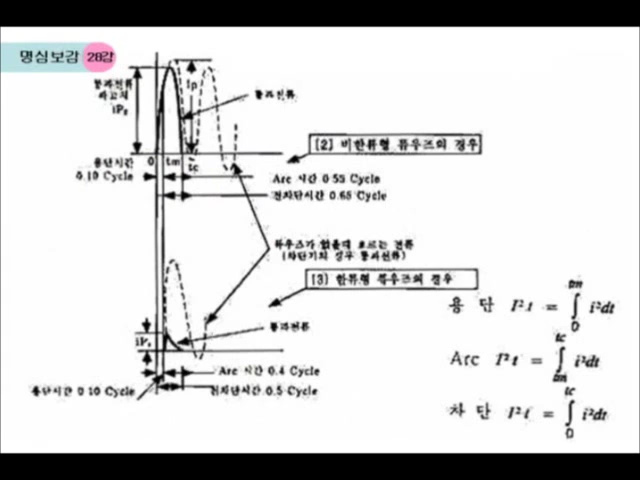 명심보감 28강
통과전류
파고치
iP₂
Ip
통과전류
[2] 비한류형 퓨우즈의 경우
용단시간
0.10 Cycle
0
tm
tc
Arc 시간 0.55 Cycle
전차단시간 0.65 Cycle
퓨우즈가 없을때 흐르는 전류
(차단기의 경우 통과전류)
[3] 한류형 퓨우즈의 경우
통과전류
Arc 시간 0.4 Cycle
용단시간 0.10 Cycle
전차단시간 0.5 Cycle
용 단 I²t = ∫₀ᵗᵐ i²dt
Arc I²t = ∫ₜₘᵗᶜ i²dt
차 단 I²t = ∫₀ᵗᶜ i²dt